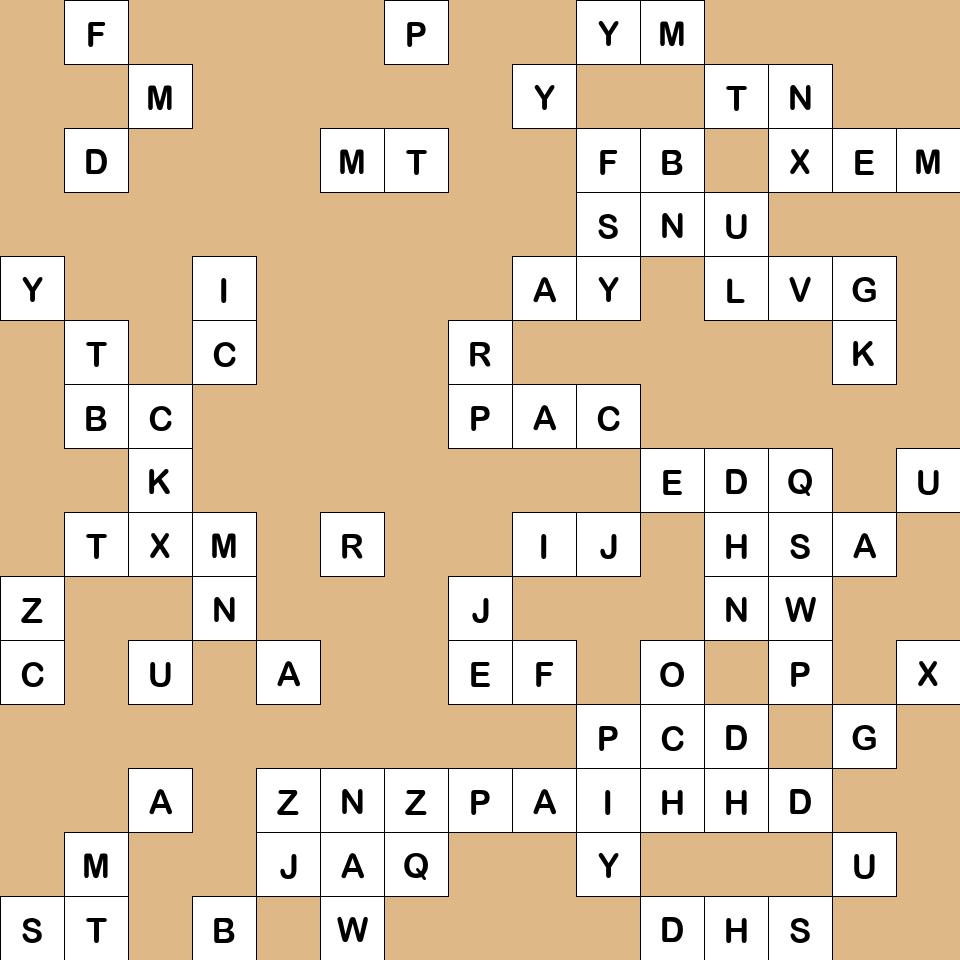 F P Y M
M Y T N
D M T F B X E M
S N U
Y I A Y L V G
T C R K
B C P A C
K E D Q U
T X M R I J H S A
Z N J N W
C U A E F O P X
P C D G
A Z N Z P A I H H D
M J A Q Y U
S T B W D H S